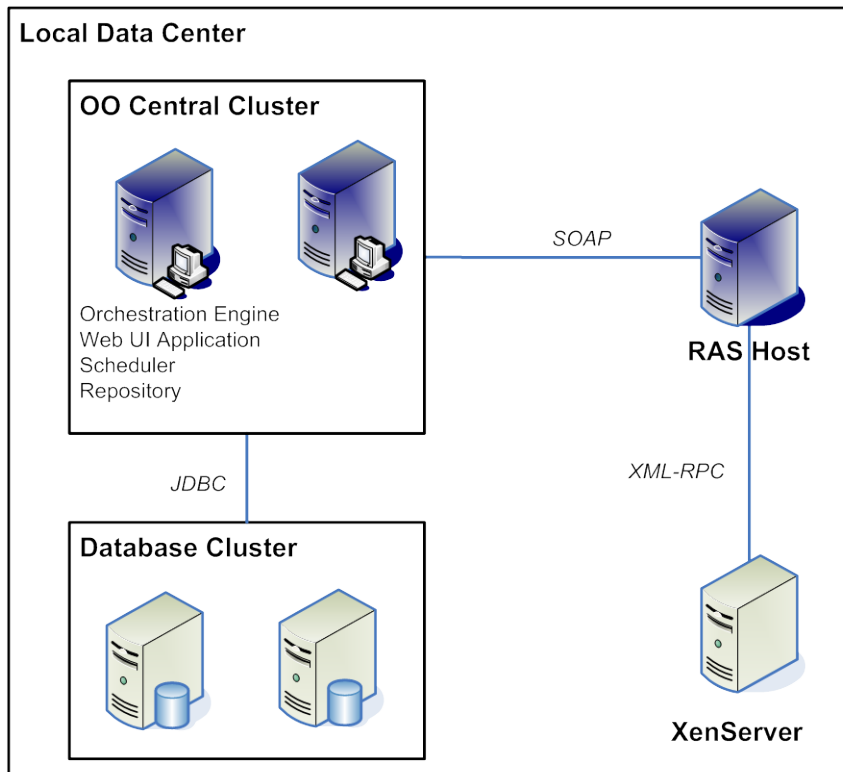 Local Data Center
OO Central Cluster
Orchestration Engine
Web UI Application
Scheduler
Repository
SOAP
RAS Host
JDBC
XML-RPC
Database Cluster
XenServer